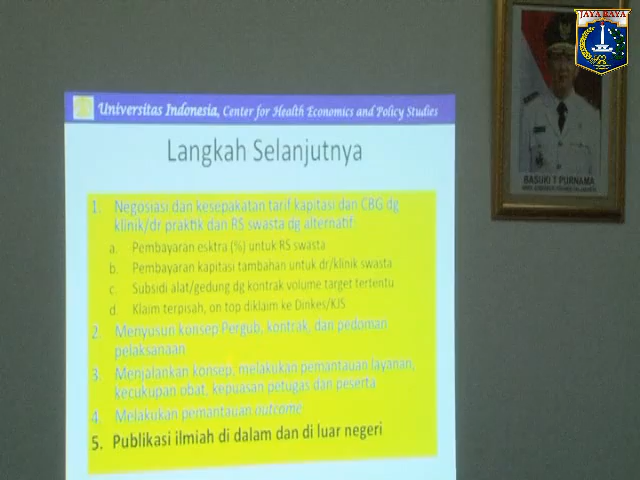 JAYA RAYA
Universitas Indonesia, Center for Health Economics and Policy Studies
Langkah Selanjutnya
1. Negosiasi dan kesepakatan tarif kapitasi dan CBG dg
klinik/dr praktik dan RS swasta dg alternatif:
a. Pembayaran esktra (%) untuk RS swasta
b. Pembayaran kapitasi tambahan untuk dr/klinik swasta
c. Subsidi alat/gedung dg kontrak volume target tertentu
d. Klaim terpisah, on top diklaim ke Dinkes/KJS
2. Menyusun konsep Pergub, kontrak, dan pedoman
pelaksanaan
3. Menjalankan konsep, melakukan pemantauan layanan,
kecukupan obat, kepuasan petugas dan peserta
4. Melakukan pemantauan outcome
5. Publikasi ilmiah di dalam dan di luar negeri
BASUKI T PURNAMA